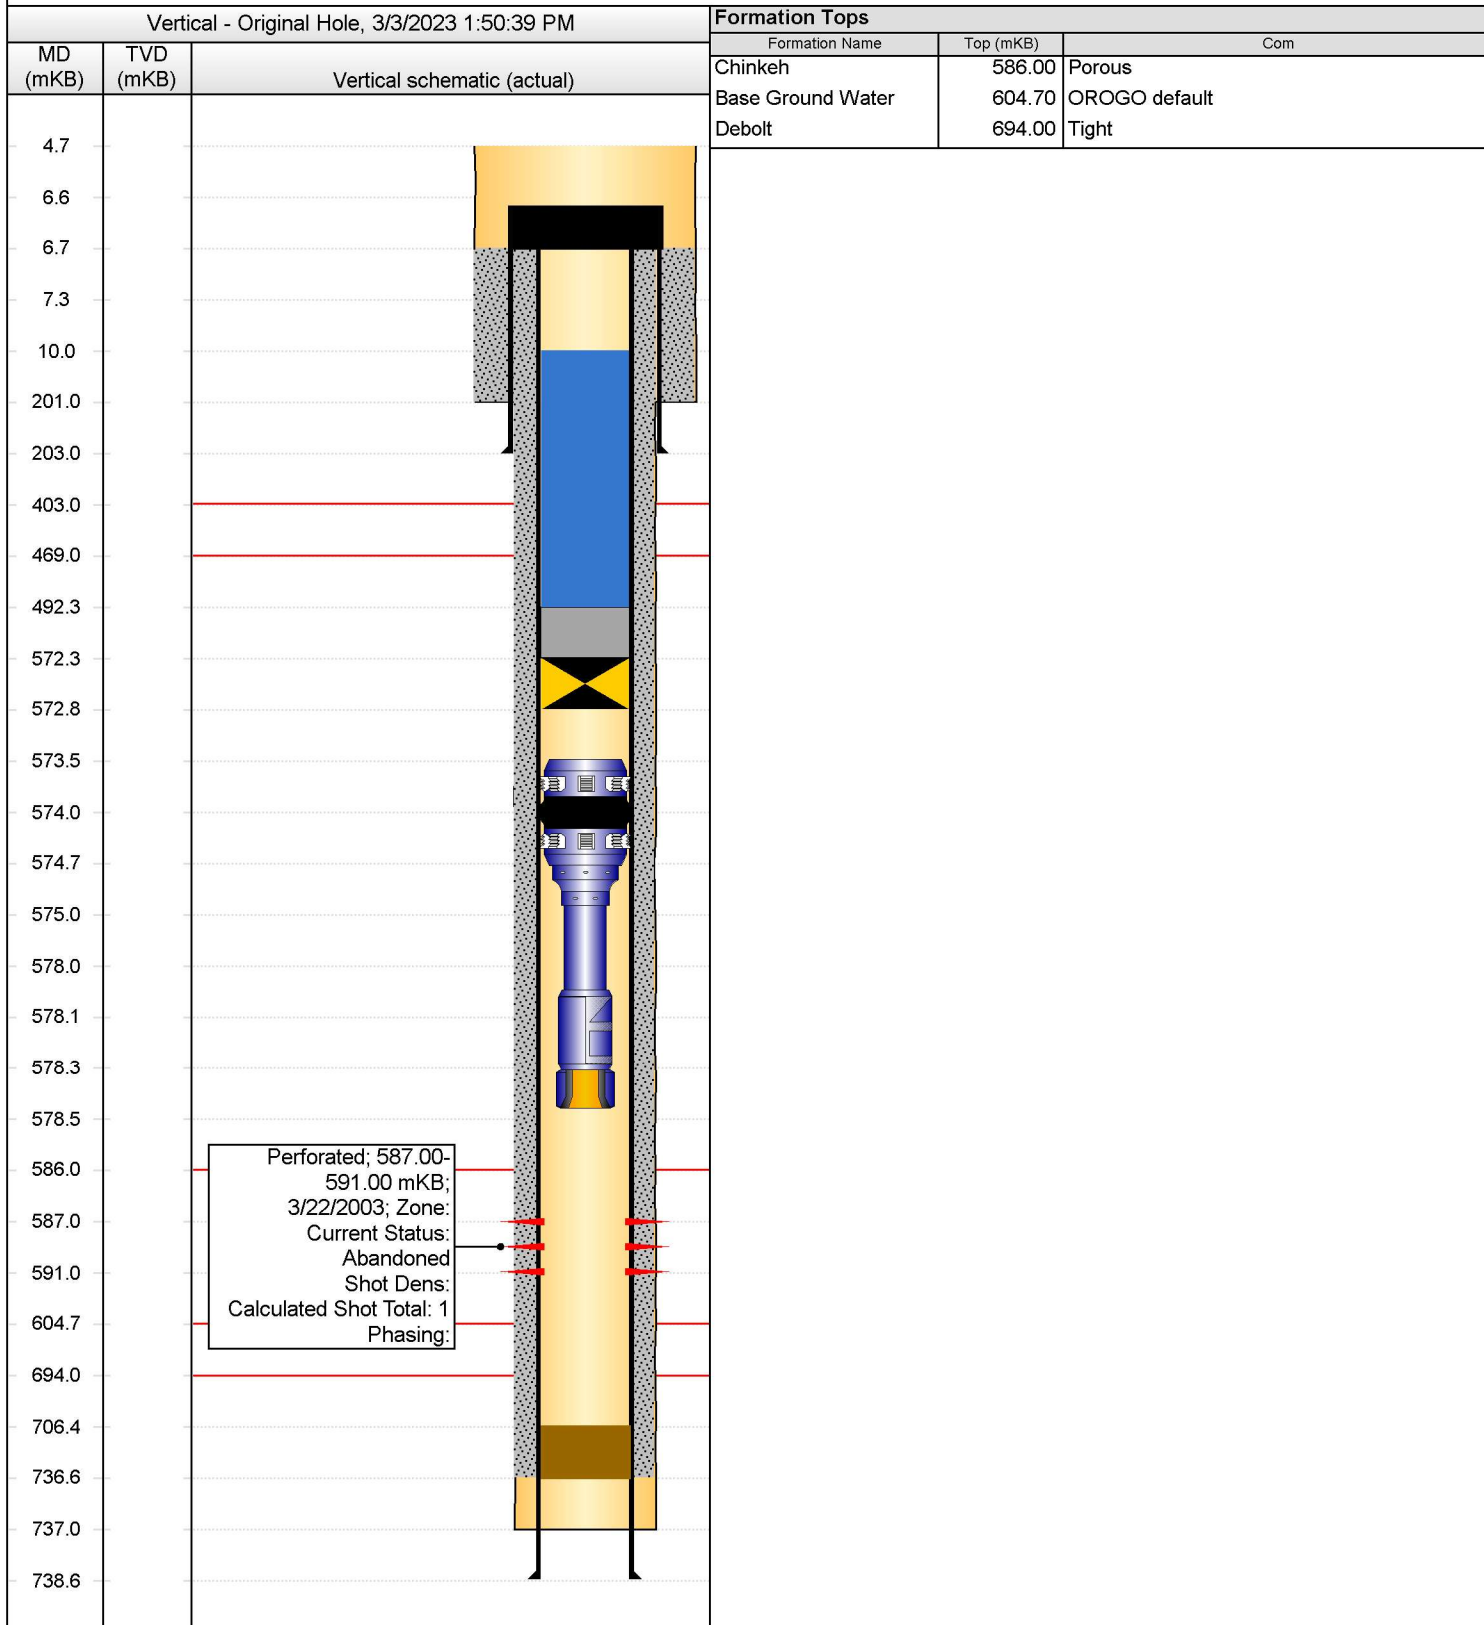 Vertical - Original Hole, 3/3/2023 1:50:39 PM
MD
(mKB)
TVD
(mKB)
Vertical schematic (actual)
4.7
6.6
6.7
7.3
10.0
201.0
203.0
403.0
469.0
492.3
572.3
572.8
573.5
574.0
574.7
575.0
578.0
578.1
578.3
578.5
586.0
587.0
591.0
604.7
694.0
706.4
736.6
737.0
738.6
Perforated; 587.00-
591.00 mKB;
3/22/2003; Zone:
Current Status:
Abandoned
Shot Dens:
Calculated Shot Total: 1
Phasing:
Formation Tops
Formation Name Top (mKB) Com
Chinkeh 586.00 Porous
Base Ground Water 604.70 OROGO default
Debolt 694.00 Tight